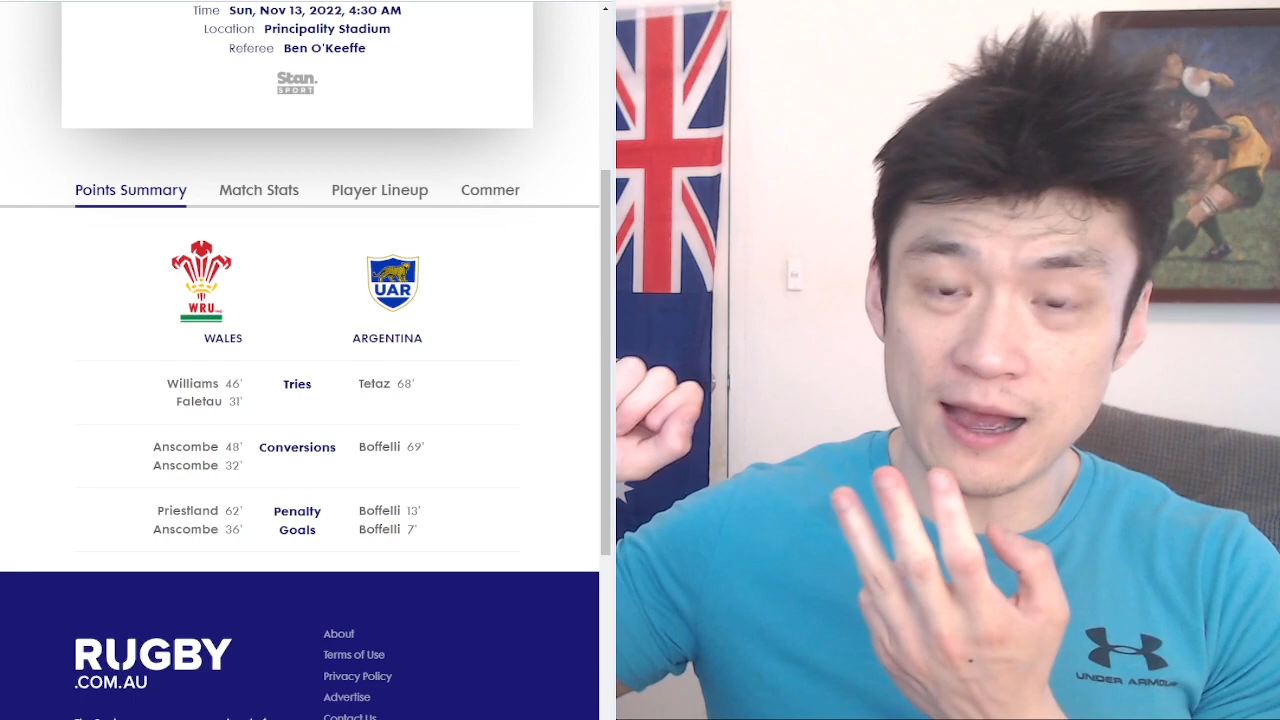 Time Sun, Nov 13, 2022, 4:30 AM
Location Principality Stadium
Referee Ben O'Keeffe
Stan.
SPORT
Points Summary Match Stats Player Lineup Commer
WRU
UAR
WALES ARGENTINA
Williams 46' Tries Tetaz 68'
Faletau 31'
Anscombe 48' Conversions Boffelli 69'
Anscombe 32'
Priestland 62' Penalty Boffelli 13'
Anscombe 36' Goals Boffelli 7'
RUGBY
.COM.AU
About
Terms of Use
Privacy Policy
Advertise
Contact Us
UNDER ARMOUR